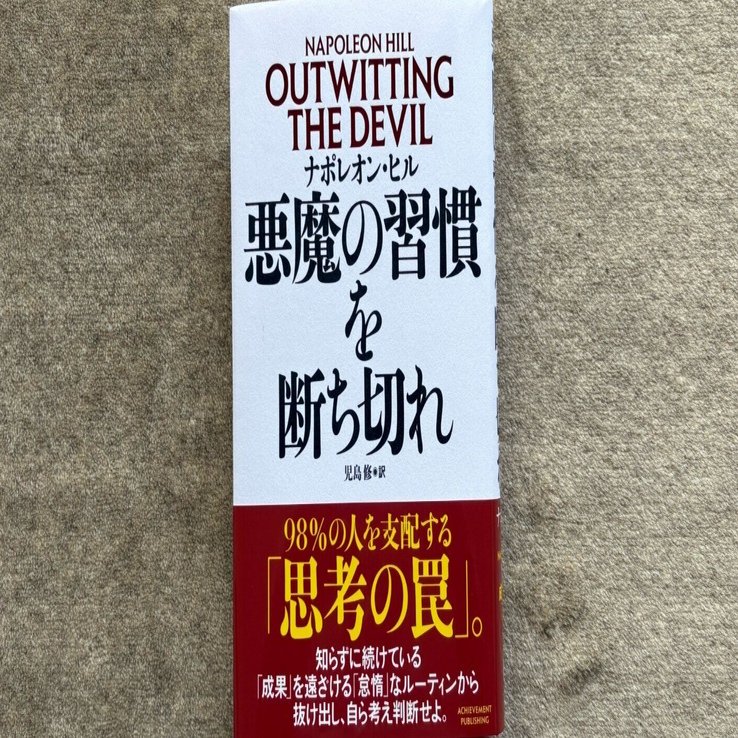 NAPOLEON HILL
OUTWITTING
THE DEVIL
ナポレオン・ヒル
悪魔の習慣
を
断ち切れ
児島 修●訳
98%の人を支配する
「思考の罠」。
知らずに続けている
「成果」を遠ざける「怠惰」なルーティンから
抜け出し、自ら考え判断せよ。
ACHIEVEMENT
PUBLISHING